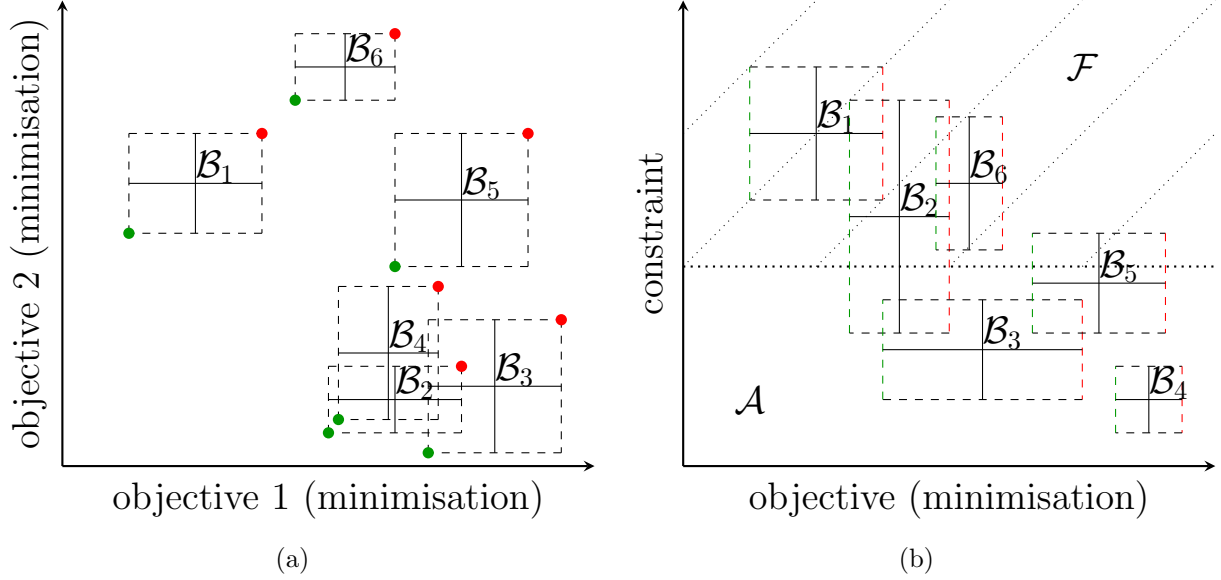 objective 2 (minimisation)
B₆
B₁
B₅
B₄
B₂
B₃
objective 1 (minimisation)
(a)
constraint
F
B₁
B₂
B₆
B₅
B₃
B₄
A
objective (minimisation)
(b)